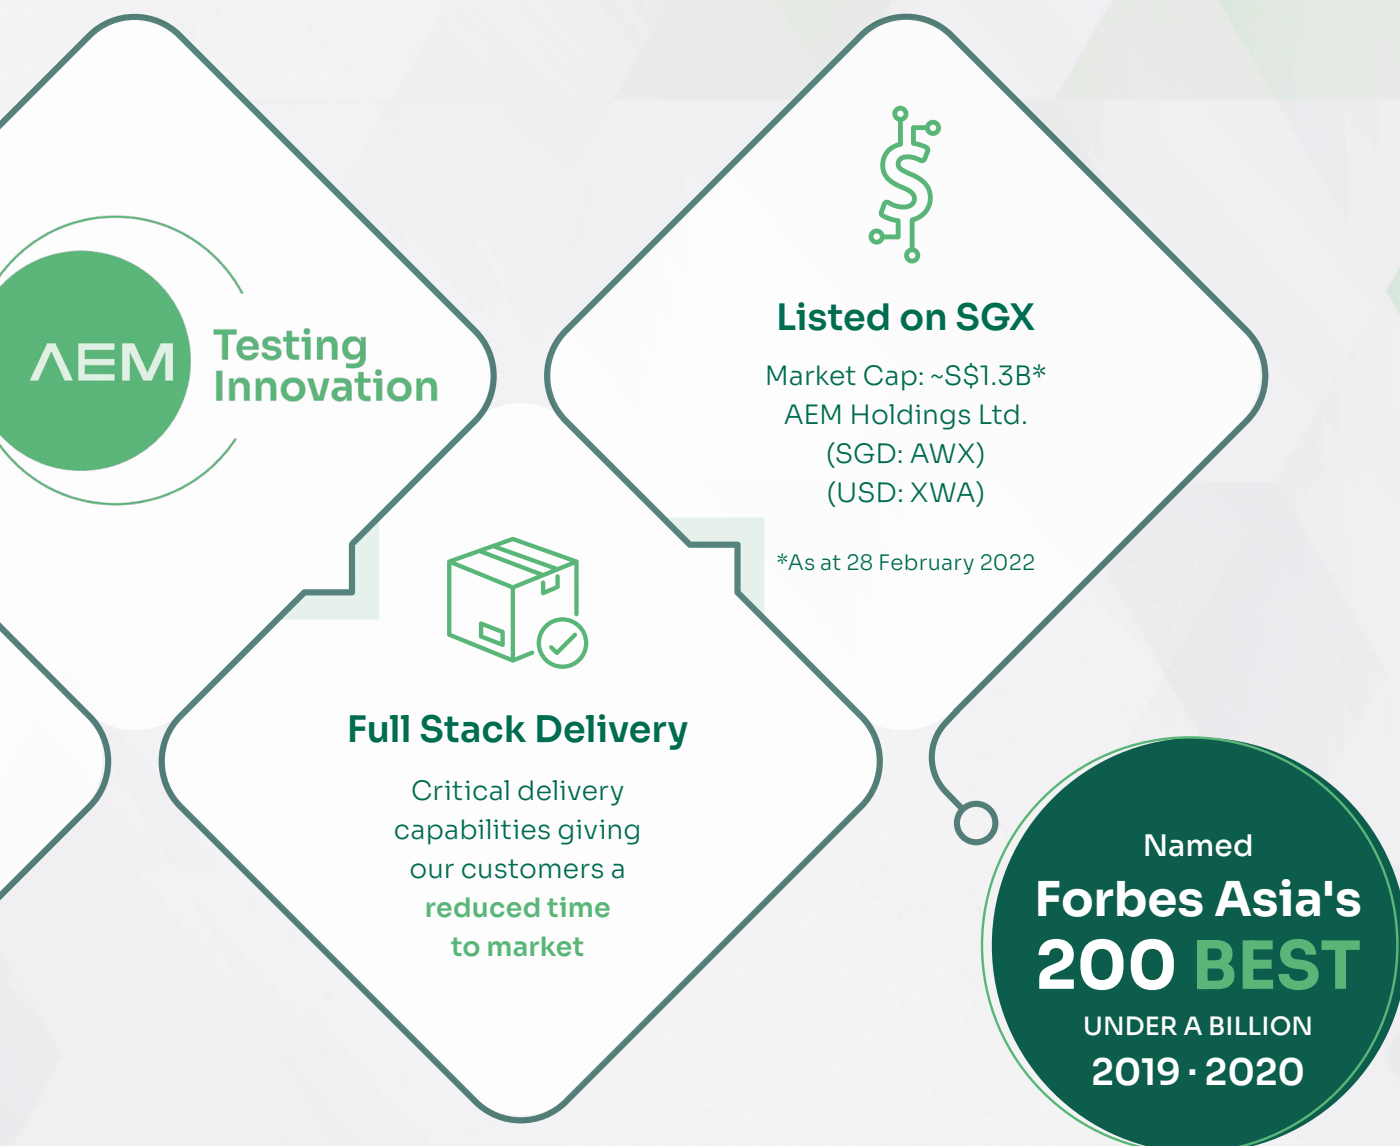 AEM
Testing
Innovation
Listed on SGX
Market Cap: ~S$1.3B*
AEM Holdings Ltd.
(SGD: AWX)
(USD: XWA)
*As at 28 February 2022
Full Stack Delivery
Critical delivery
capabilities giving
our customers a
reduced time
to market
Named
Forbes Asia's
200 BEST
UNDER A BILLION
2019 · 2020